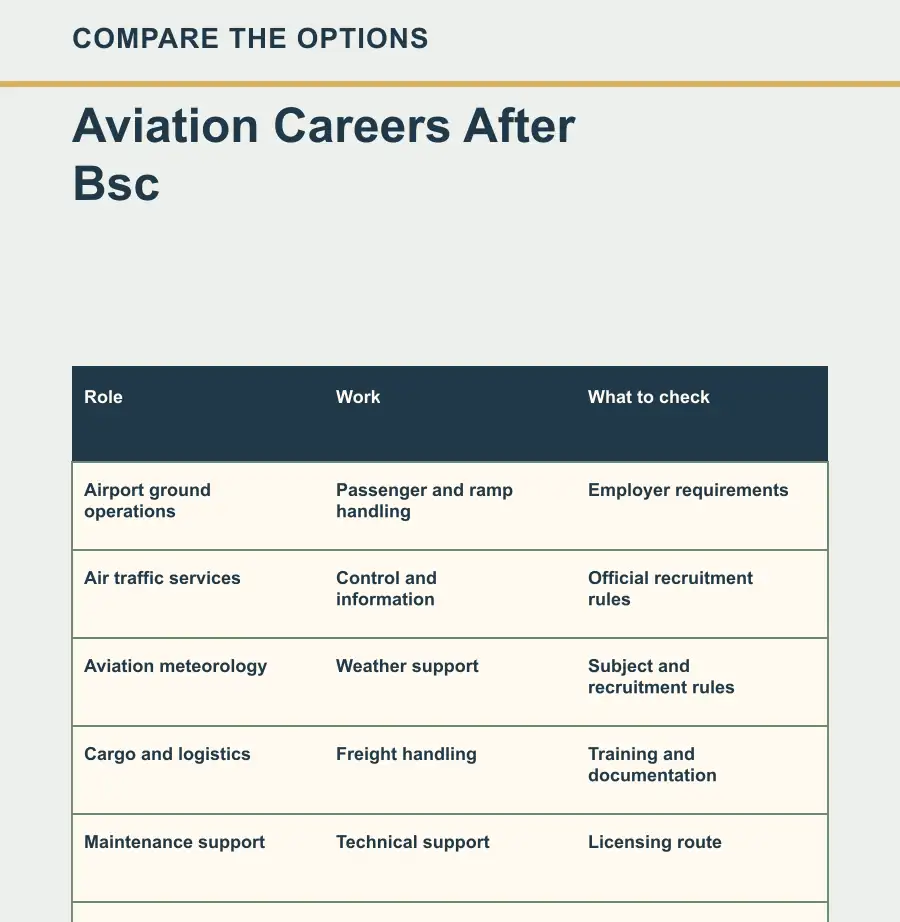 COMPARE THE OPTIONS
Aviation Careers After
Bsc
Role Work What to check
Airport ground operations Passenger and ramp handling Employer requirements
Air traffic services Control and information Official recruitment rules
Aviation meteorology Weather support Subject and recruitment rules
Cargo and logistics Freight handling Training and documentation
Maintenance support Technical support Licensing route